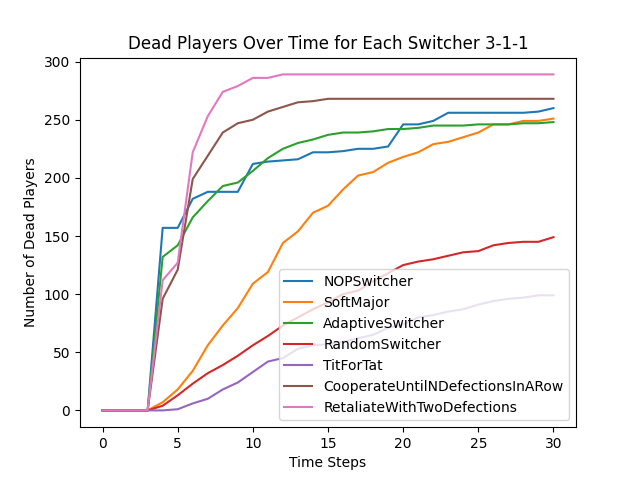 Dead Players Over Time for Each Switcher 3-1-1
300
250
200
150
100
50
0
Number of Dead Players
NOPSwitcher
SoftMajor
AdaptiveSwitcher
RandomSwitcher
TitForTat
CooperateUntilNDefectionsInARow
RetaliateWithTwoDefections
0 5 10 15 20 25 30
Time Steps